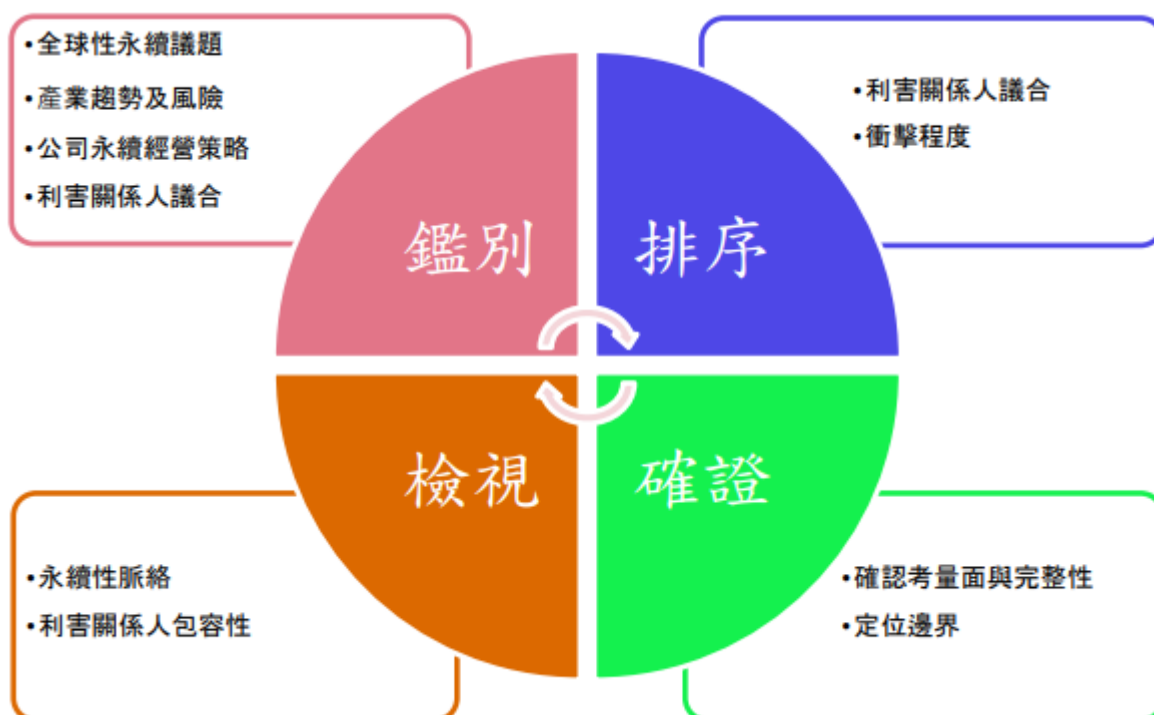 •全球性永續議題
•產業趨勢及風險
•公司永續經營策略
•利害關係人議合
•利害關係人議合
•衝擊程度
鑑別
排序
檢視
確證
•永續性脈絡
•利害關係人包容性
•確認考量面與完整性
•定位邊界